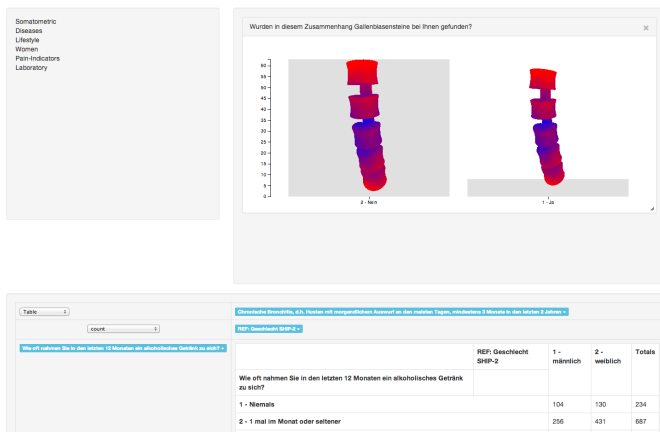 Somatometric
Diseases
Lifestyle
Women
Pain-Indicators
Laboratory
Wurden in diesem Zusammenhang Gallenblasensteine bei Ihnen gefunden?
60
55
50
45
40
35
30
25
20
15
10
5
0
2 - Nein
1 - Ja
Table
count
Wie oft nahmen Sie in den letzten 12 Monaten ein alkoholisches Getränk zu sich?
Chronische Bronchitis, d.h. Husten mit morgendlichem Auswurf an den meisten Tagen, mindestens 3 Monate in den letzten 2 Jahren
REF: Geschlecht SHIP-2
REF: Geschlecht SHIP-2
1 - männlich
2 - weiblich
Totals
Wie oft nahmen Sie in den letzten 12 Monaten ein alkoholisches Getränk
zu sich?
1 - Niemals 104 130 234
2 - 1 mal im Monat oder seltener 256 431 687